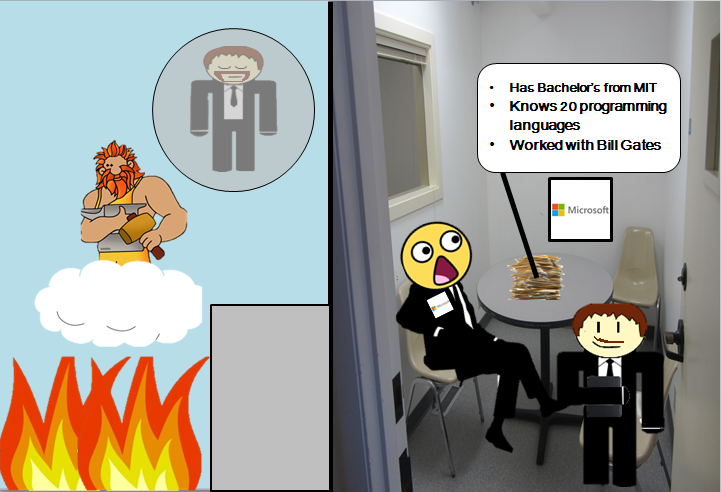 Has Bachelor's from MIT
Knows 20 programming
languages
Worked with Bill Gates
Microsoft